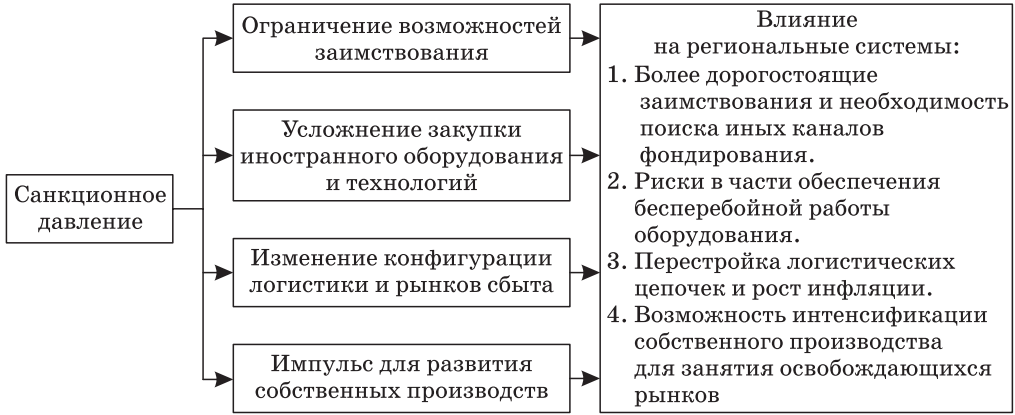 Санкционное
давление
Ограничение возможностей
заимствования
Усложнение закупки
иностранного оборудования
и технологий
Изменение конфигурации
логистики и рынков сбыта
Импульс для развития
собственных производств
Влияние
на региональные системы:
1. Более дорогостоящие
заимствования и необходимость
поиска иных каналов
фондирования.
2. Риски в части обеспечения
бесперебойной работы
оборудования.
3. Перестройка логистических
цепочек и рост инфляции.
4. Возможность интенсификации
собственного производства
для занятия освобождающихся
рынков